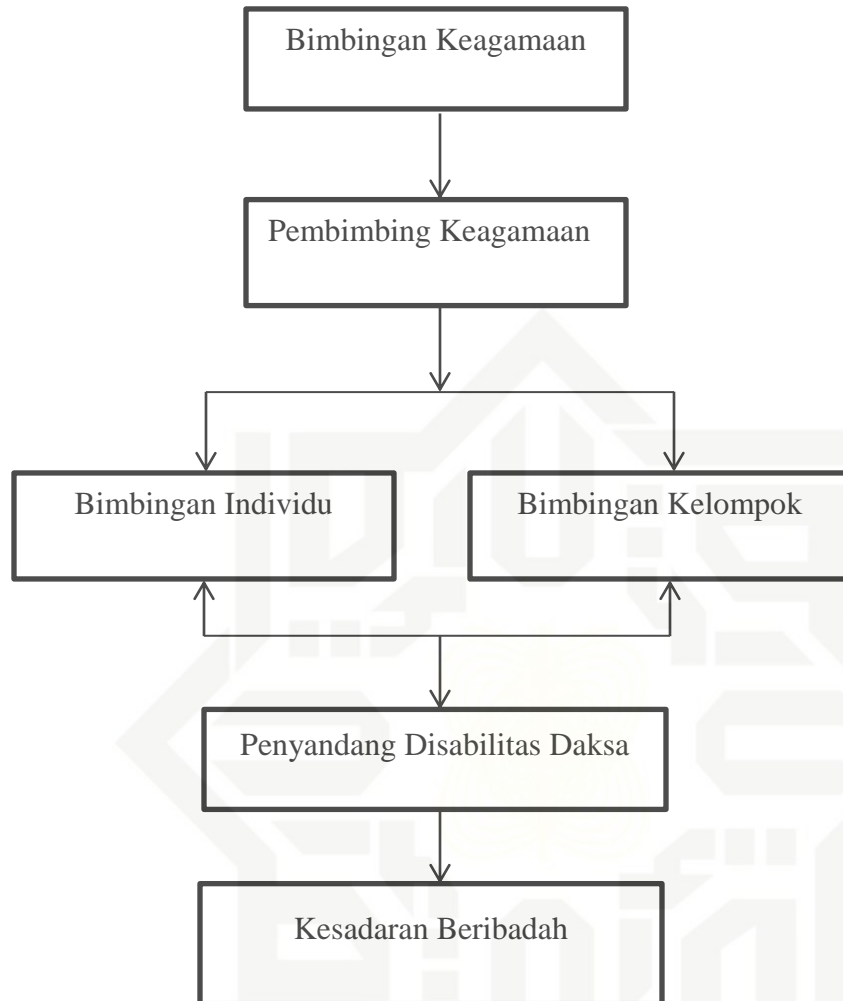 Bimbingan Keagamaan
Pembimbing Keagamaan
Bimbingan Individu
Bimbingan Kelompok
Penyandang Disabilitas Daksa
Kesadaran Beribadah